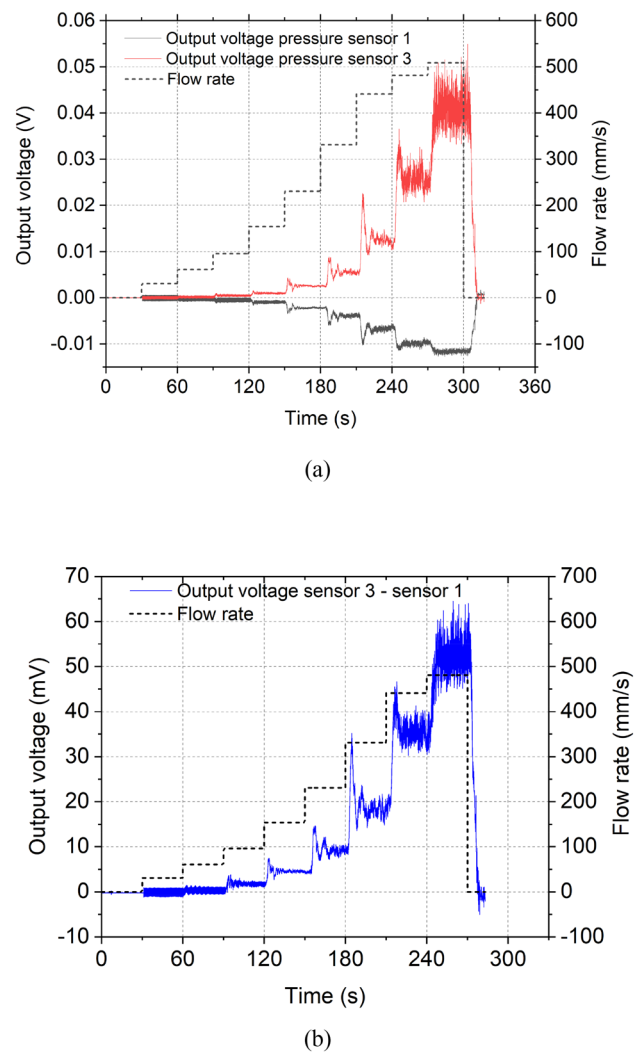 Output voltage pressure sensor 1
Output voltage pressure sensor 3
Flow rate
0.06
0.05
0.04
0.03
0.02
0.01
0.00
-0.01
Output voltage (V)
600
500
400
300
200
100
0
-100
Flow rate (mm/s)
0 60 120 180 240 300 360
Time (s)
(a)
Output voltage sensor 3 - sensor 1
Flow rate
70
60
50
40
30
20
10
0
-10
Output voltage (mV)
700
600
500
400
300
200
100
0
-100
Flow rate (mm/s)
0 60 120 180 240 300
Time (s)
(b)